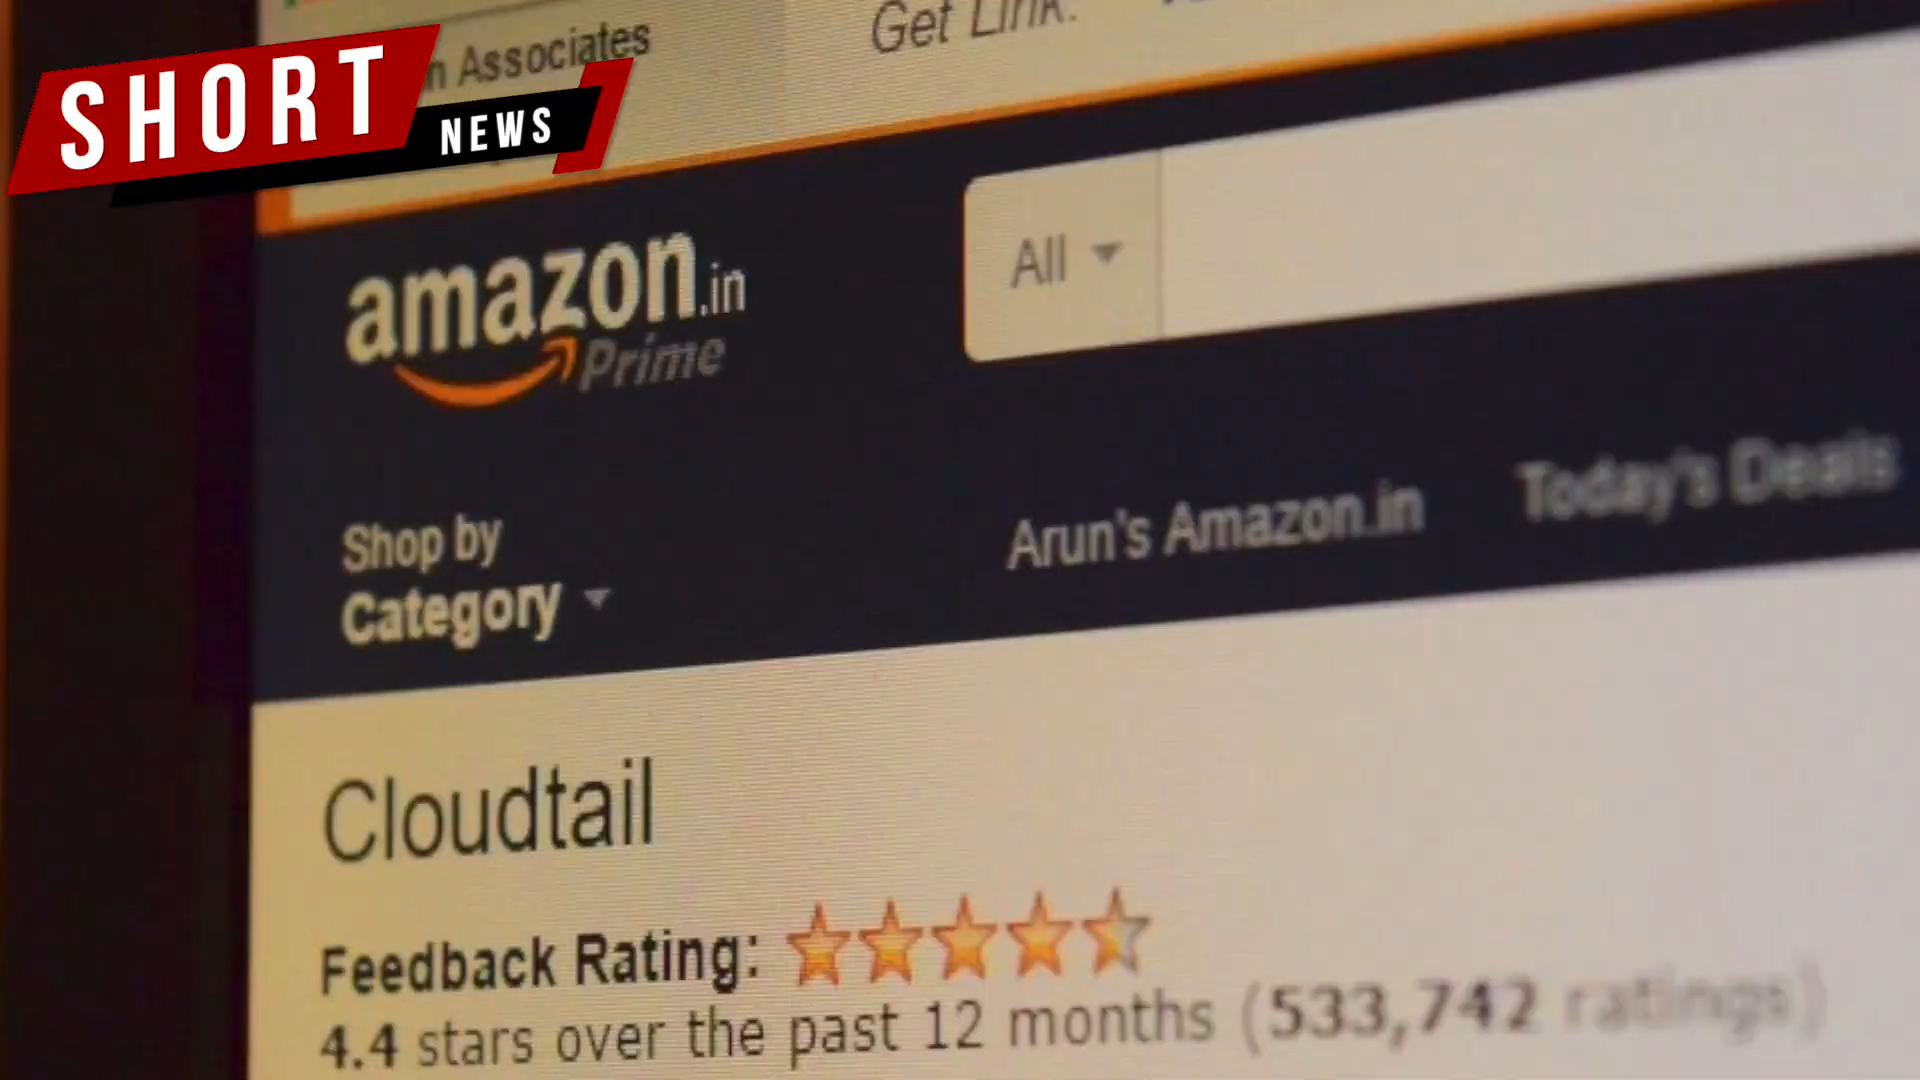 SHORT
NEWS
Associates
Get Link:
amazon.in
Prime
All
Shop by
Category
Arun's Amazon.in
Today's Deals
Cloudtail
Feedback Rating:
4.4 stars over the past 12 months (533,742 ratings)